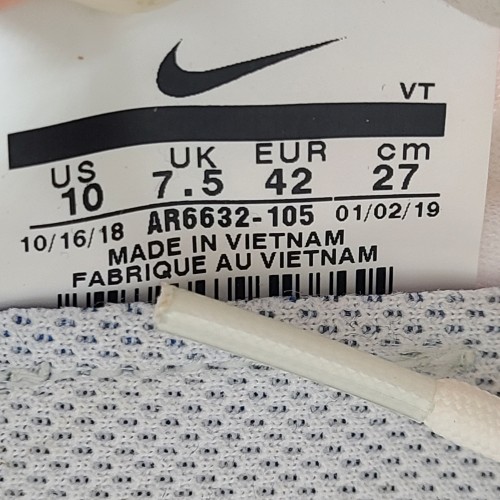 VT
US UK EUR cm
10 7.5 42 27
10/16/18 AR6632-105 01/02/19
MADE IN VIETNAM
FABRIQUE AU VIETNAM